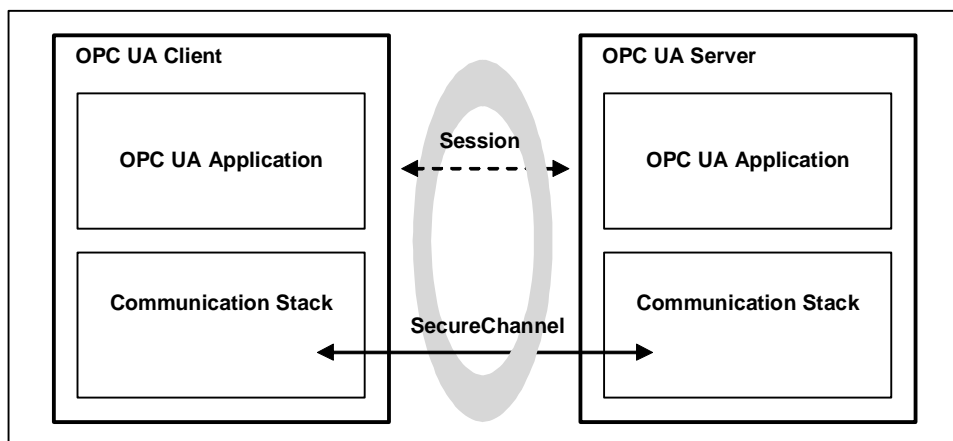 OPC UA Client
OPC UA Server
OPC UA Application
Session
OPC UA Application
Communication Stack
Communication Stack
SecureChannel